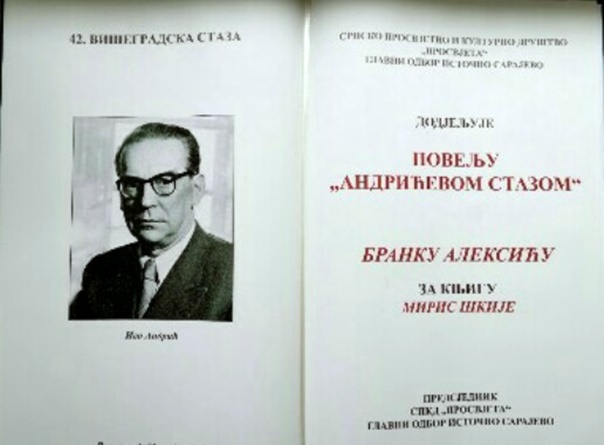 42. ВИШЕГРАДСКА СТАЗА
Иво Андрић
СРПСКО ПРОСВЈЕТНО И КУЛТУРНО ДРУШТВО
„ПРОСВЈЕТА“
ГЛАВНИ ОДБОР ИСТОЧНО САРАЈЕВО
ДОДЈЕЉУЈЕ
ПОВЕЉУ
„АНДРИЋЕВОМ СТАЗОМ“
БРАНКУ АЛЕКСИЋУ
ЗА КЊИГУ
МИРИС ШКИЈЕ
ПРЕДСЈЕДНИК
СПКД „ПРОСВЈЕТА“
ГЛАВНИ ОДБОР ИСТОЧНО САРАЈЕВО